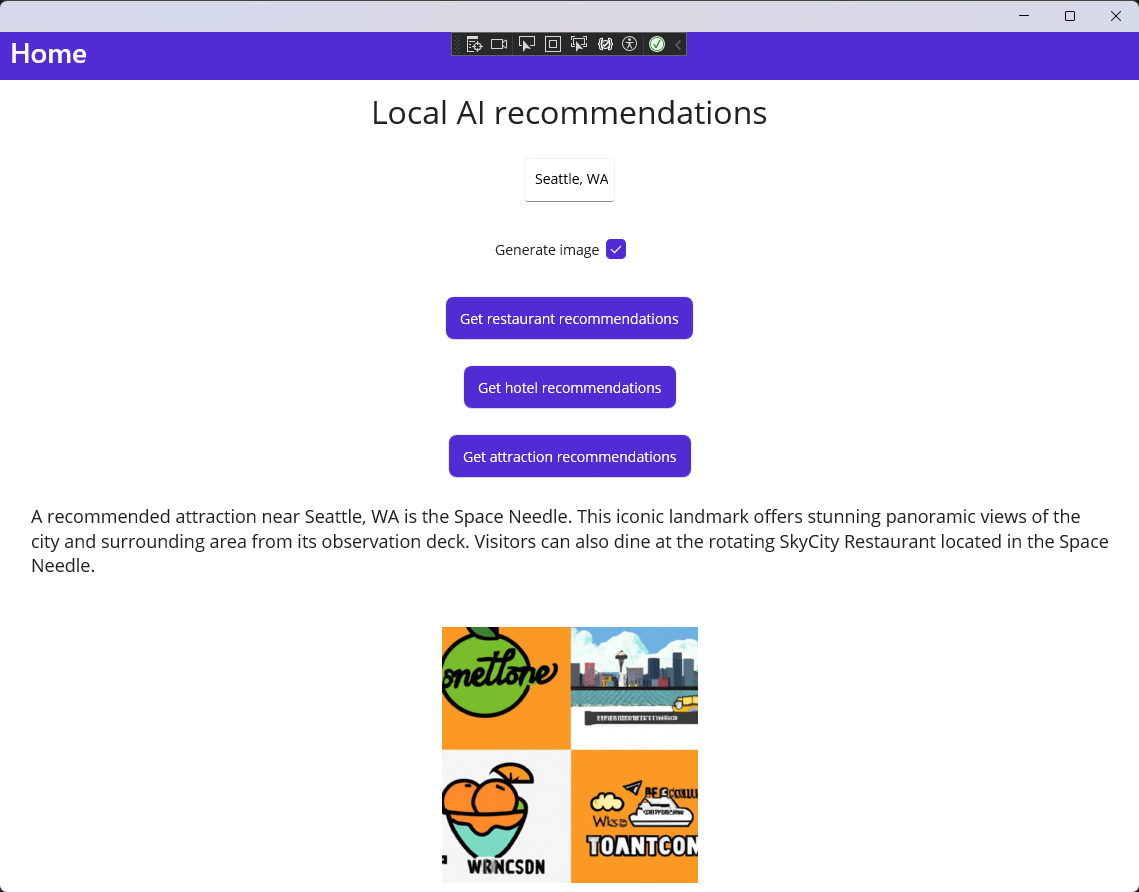 Home
Local AI recommendations
Seattle, WA
Generate image
Get restaurant recommendations
Get hotel recommendations
Get attraction recommendations
A recommended attraction near Seattle, WA is the Space Needle. This iconic landmark offers stunning panoramic views of the
city and surrounding area from its observation deck. Visitors can also dine at the rotating SkyCity Restaurant located in the Space
Needle.
onetlone
WRNCSDN
TOANTCON